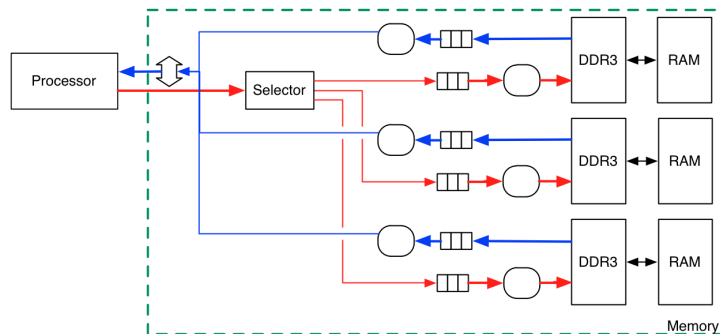 DDR3
RAM
Processor
Selector
DDR3
RAM
DDR3
RAM
Memory